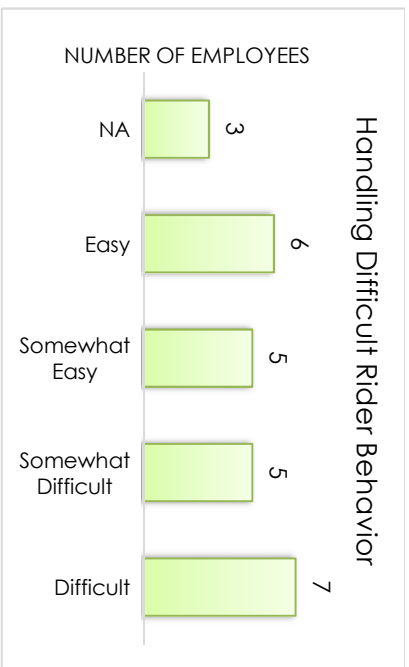 Handling Difficult Rider Behavior
NUMBER OF EMPLOYEES
NA
3
Easy
6
Somewhat
Easy
5
Somewhat
Difficult
5
Difficult
7